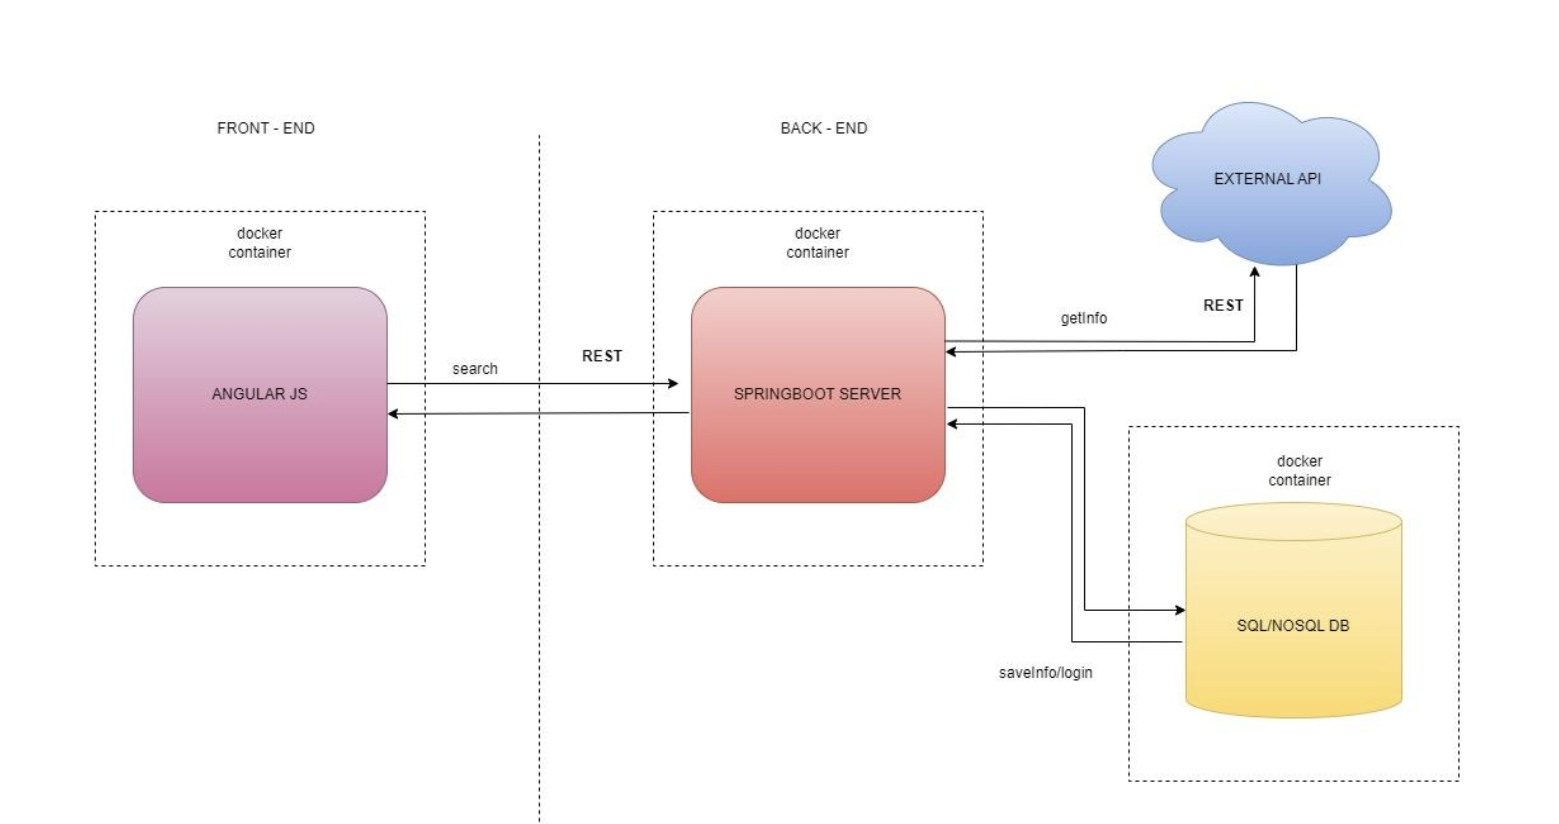 FRONT - END
BACK - END
EXTERNAL API
docker
container
docker
container
getInfo
REST
search
REST
ANGULAR JS
SPRINGBOOT SERVER
docker
container
SQL/NOSQL DB
saveInfo/login